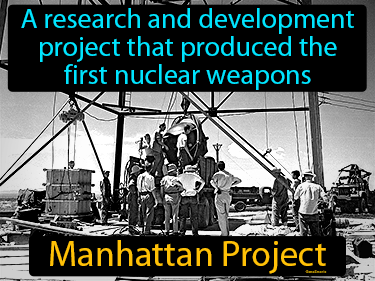 A research and development
project that produced the
first nuclear weapons
Manhattan Project